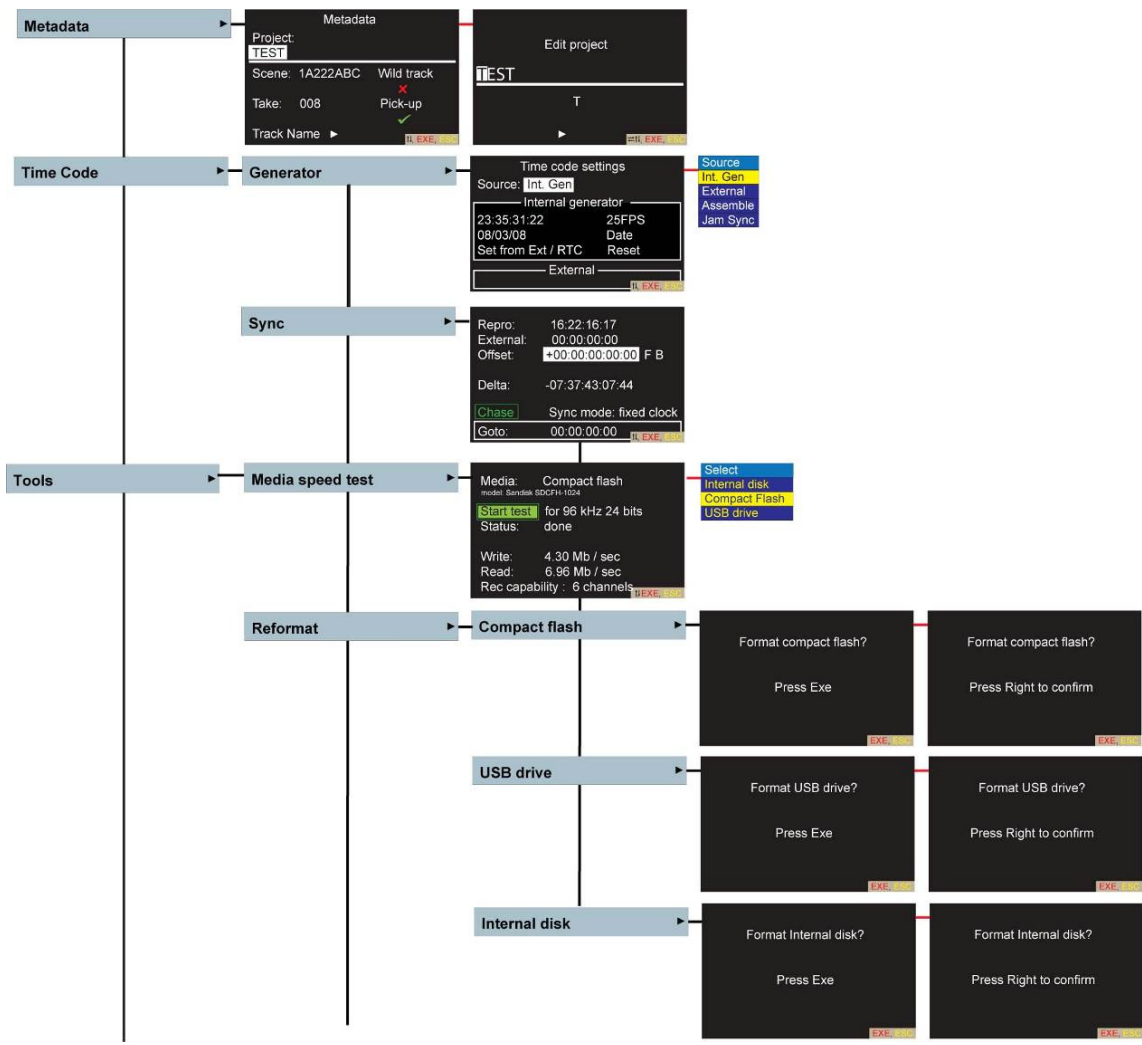 Metadata
Metadata
Project:
TEST
Scene: 1A222ABC Wild track
Take: 008 Pick-up
Track Name
EXE, ESC
Edit project
TEST
T
EXE, ESC
Time Code
Generator
Time code settings
Source: Int. Gen
Internal generator
23:35:31:22 25FPS
08/03/08 Date
Set from Ext / RTC Reset
External
EXE, ESC
Source
Int. Gen
External
Assemble
Jam Sync
Sync
Repro: 16:22:16:17
External: 00:00:00:00
Offset: +00:00:00:00:00 F B
Delta: -07:37:43:07:44
Chase Sync mode: fixed clock
Goto: 00:00:00:00
EXE, ESC
Tools
Media speed test
Media: Compact flash
model: Sandisk SDCFH-1024
Start test for 96 kHz 24 bits
Status: done
Write: 4.30 Mb / sec
Read: 6.96 Mb / sec
Rec capability : 6 channels
EXE, ESC
Select
Internal disk
Compact Flash
USB drive
Reformat
Compact flash
Format compact flash?
Press Exe
EXE, ESC
Format compact flash?
Press Right to confirm
EXE, ESC
USB drive
Format USB drive?
Press Exe
EXE, ESC
Format USB drive?
Press Right to confirm
EXE, ESC
Internal disk
Format Internal disk?
Press Exe
EXE, ESC
Format Internal disk?
Press Right to confirm
EXE, ESC